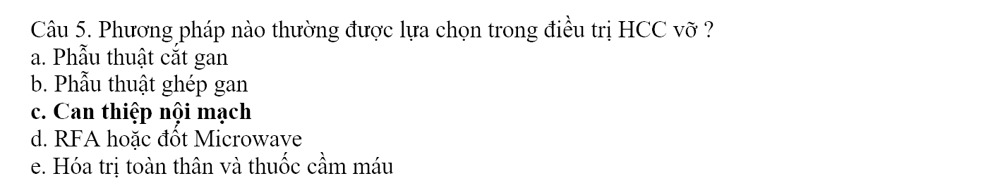 Câu 5. Phương pháp nào thường được lựa chọn trong điều trị HCC vỡ ?
a. Phẫu thuật cắt gan
b. Phẫu thuật ghép gan
c. Can thiệp nội mạch
d. RFA hoặc đốt Microwave
e. Hóa trị toàn thân và thuốc cầm máu